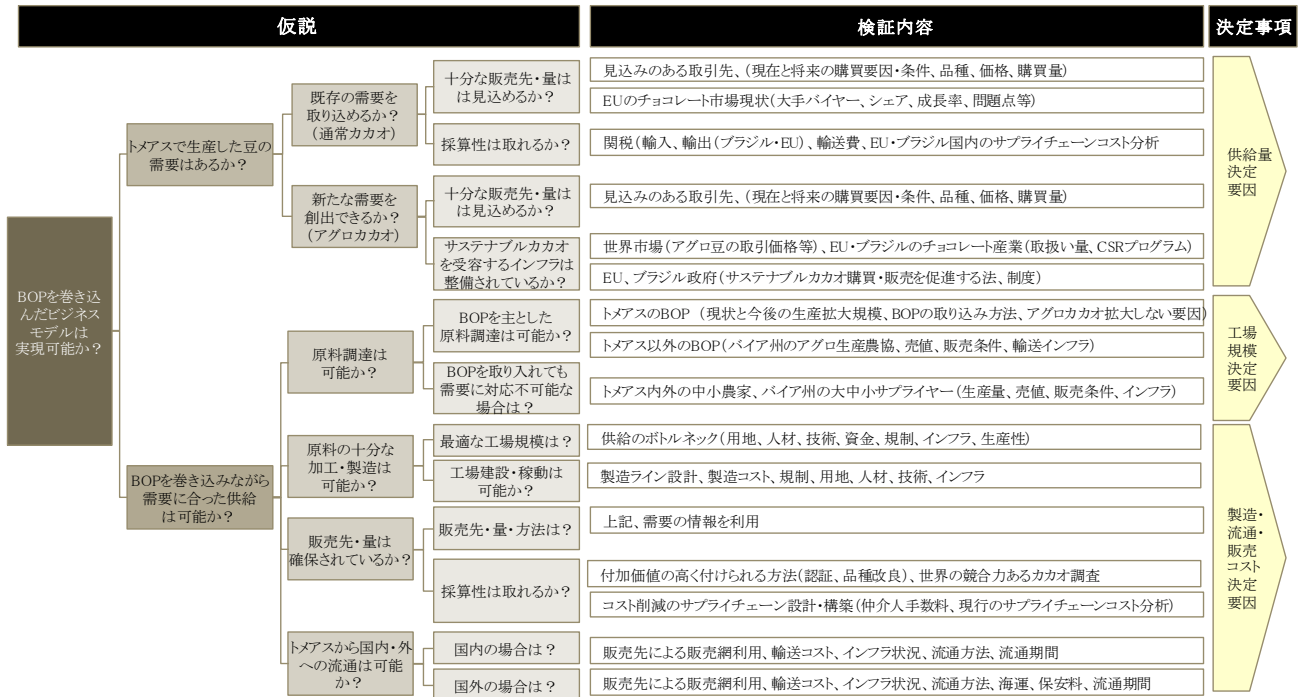 仮説
検証内容
決定事項
BOPを巻き込
んだビジネス
モデルは
実現可能か？
トメアスで生産した豆の
需要はあるか？
既存の需要を
取り込めるか？
（通常カカオ）
十分な販売先・量は
は見込めるか？
見込みのある取引先、（現在と将来の購買要因・条件、品種、価格、購買量）
EUのチョコレート市場現状（大手バイヤー、シェア、成長率、問題点等）
採算性は取れるか？
関税（輸入、輸出（ブラジル・EU）、輸送費、EU・ブラジル国内のサプライチェーンコスト分析
新たな需要を
創出できるか？
（アグロカカオ）
十分な販売先・量は
は見込めるか？
見込みのある取引先、（現在と将来の購買要因・条件、品種、価格、購買量）
サステナブルカカオ
を受容するインフラは
整備されているか？
世界市場（アグロ豆の取引価格等）、EU・ブラジルのチョコレート産業（取扱い量、CSRプログラム）
EU、ブラジル政府（サステナブルカカオ購買・販売を促進する法、制度）
供給量
決定
要因
BOPを巻き込みながら
需要に合った供給
は可能か？
原料調達は
可能か？
BOPを主とした
原料調達は可能か？
トメアスのBOP （現状と今後の生産拡大規模、BOPの取り込み方法、アグロカカオ拡大しない要因）
トメアス以外のBOP（バイア州のアグロ生産農協、売値、販売条件、輸送インフラ）
BOPを取り入れても
需要に対応不可能な
場合は？
トメアス内外の中小農家、バイア州の大中小サプライヤー（生産量、売値、販売条件、インフラ）
工場
規模
決定
要因
原料の十分な
加工・製造は
可能か？
最適な工場規模は？
供給のボトルネック（用地、人材、技術、資金、規制、インフラ、生産性）
工場建設・稼動は
可能か？
製造ライン設計、製造コスト、規制、用地、人材、技術、インフラ
販売先・量は
確保されているか？
販売先・量・方法は？
上記、需要の情報を利用
採算性は取れるか？
付加価値の高く付けられる方法（認証、品種改良）、世界の競合力あるカカオ調査
コスト削減のサプライチェーン設計・構築（仲介人手数料、現行のサプライチェーンコスト分析）
トメアスから国内・外
への流通は可能
か？
国内の場合は？
販売先による販売網利用、輸送コスト、インフラ状況、流通方法、流通期間
国外の場合は？
販売先による販売網利用、輸送コスト、インフラ状況、流通方法、海運、保安料、流通期間
製造・
流通・
販売
コスト
決定
要因